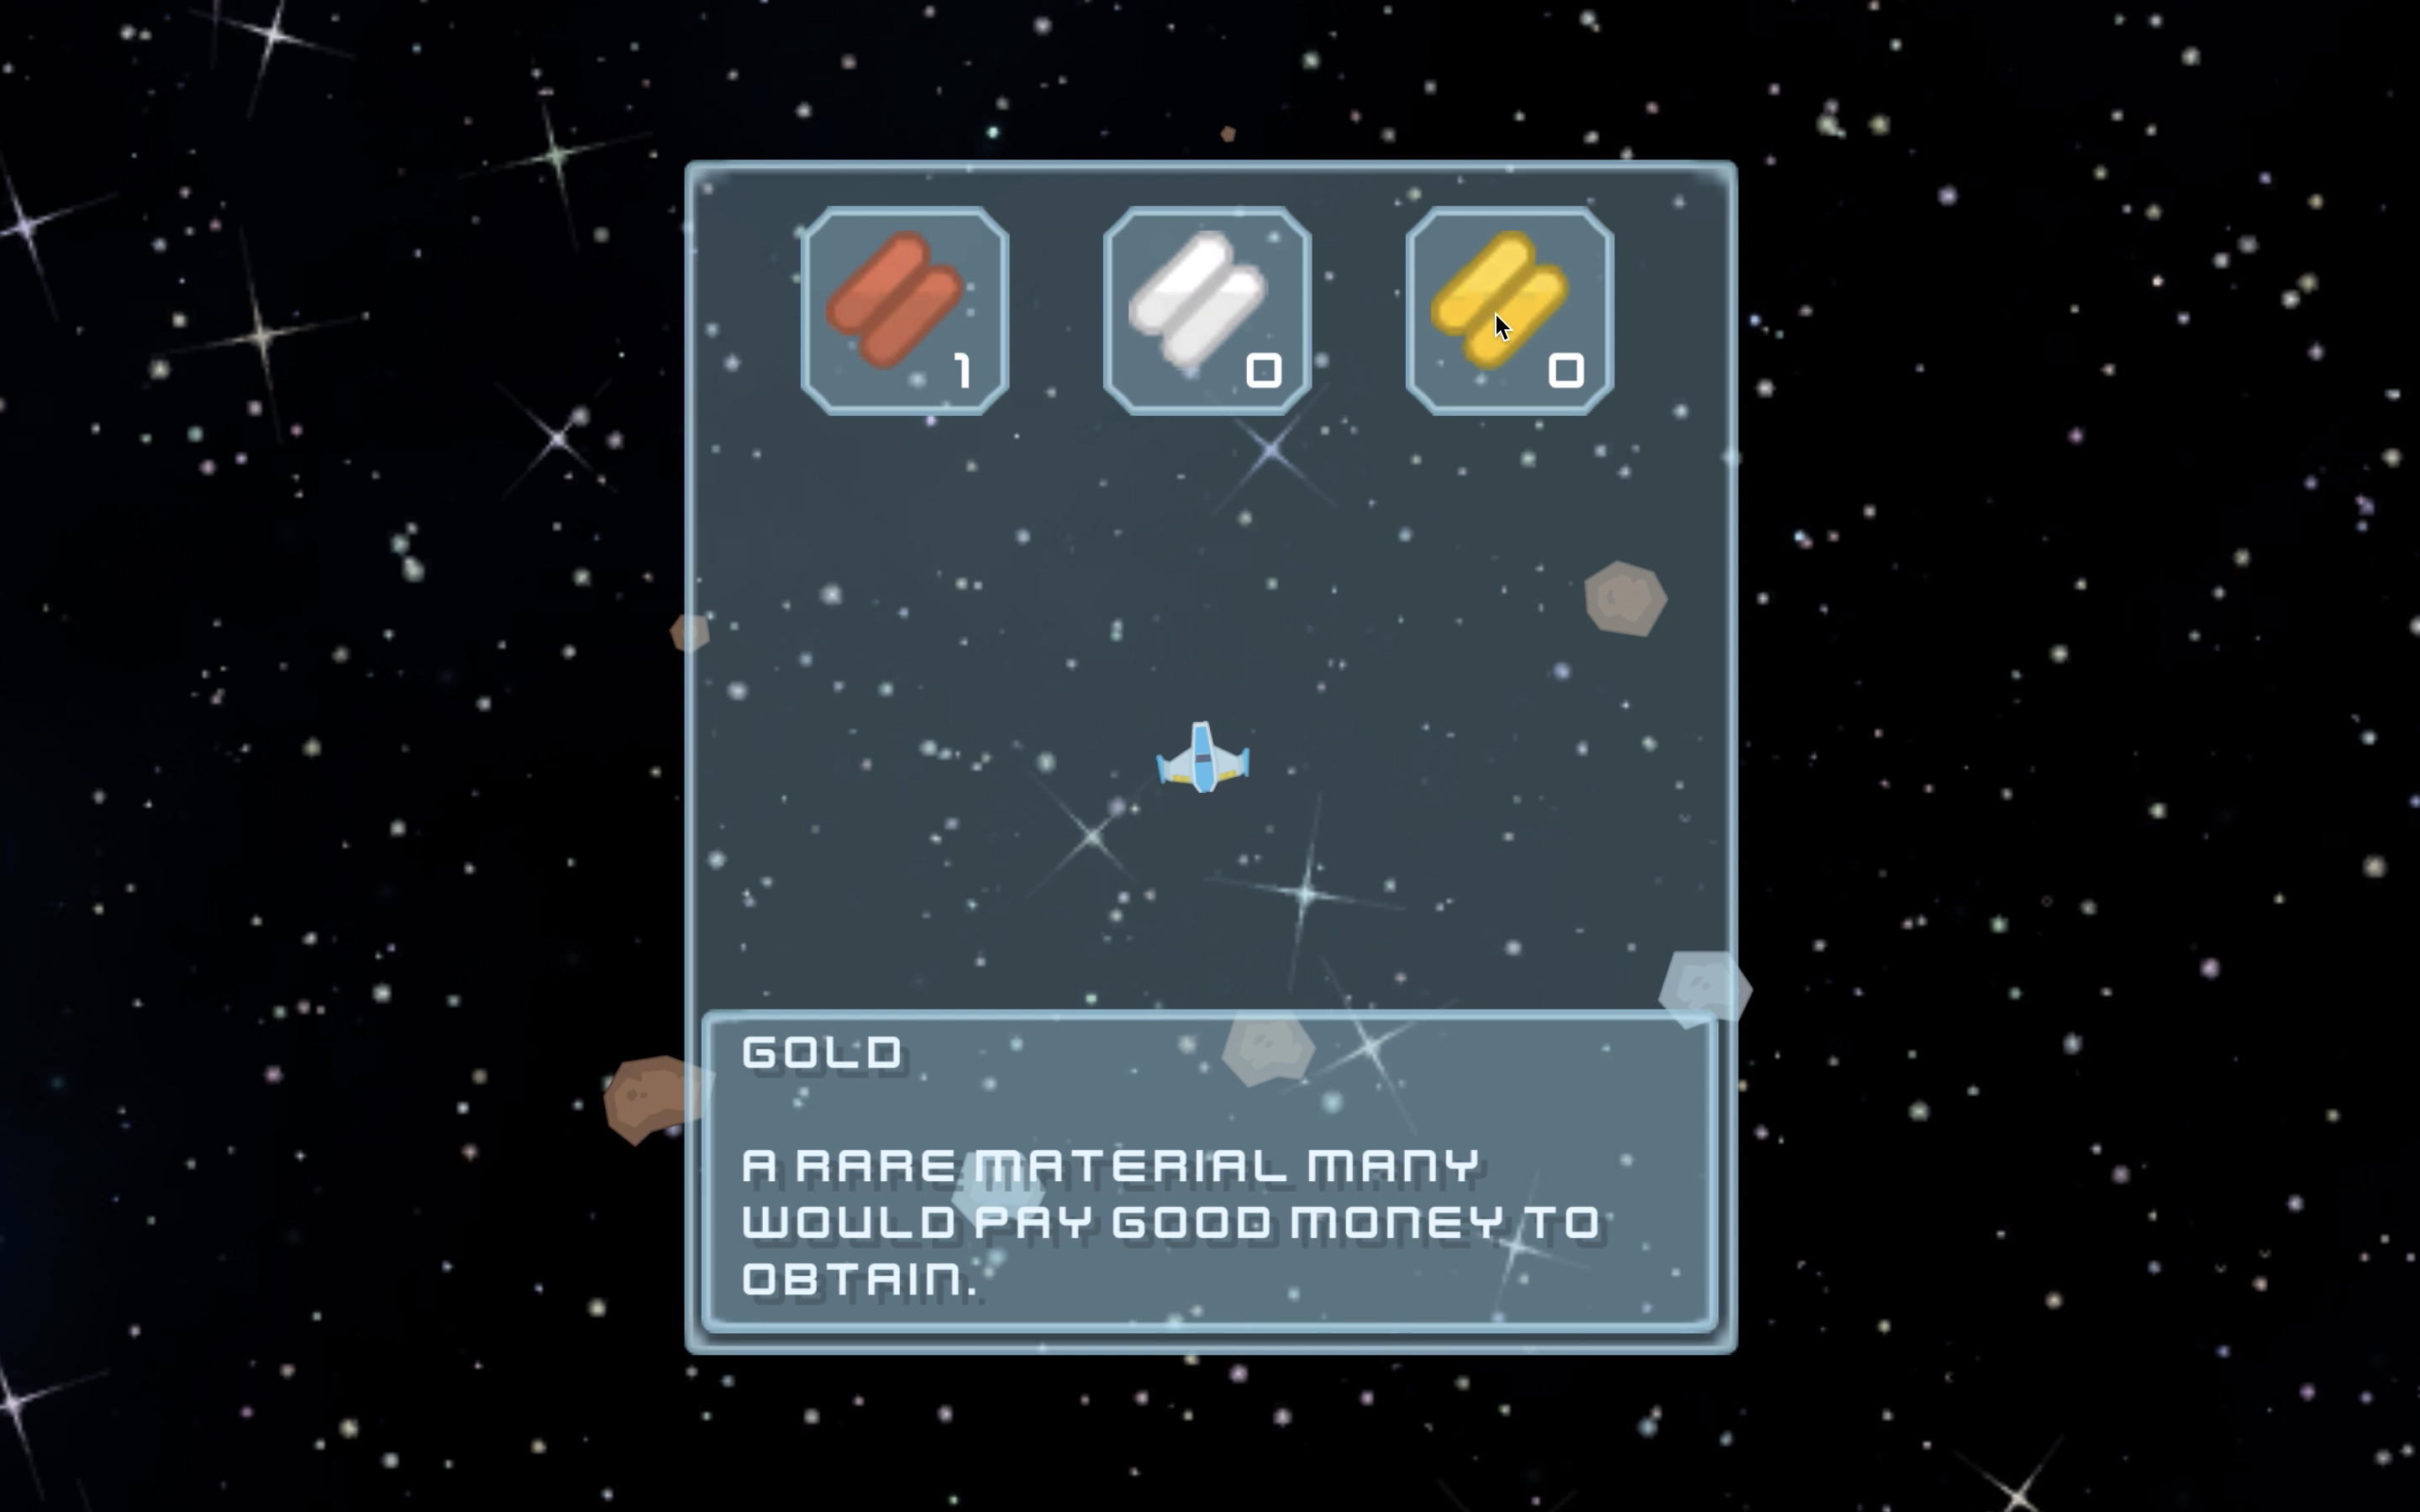 1 0 0
GOLD
A RARE MATERIAL MANY
WOULD PAY GOOD MONEY TO
OBTAIN.